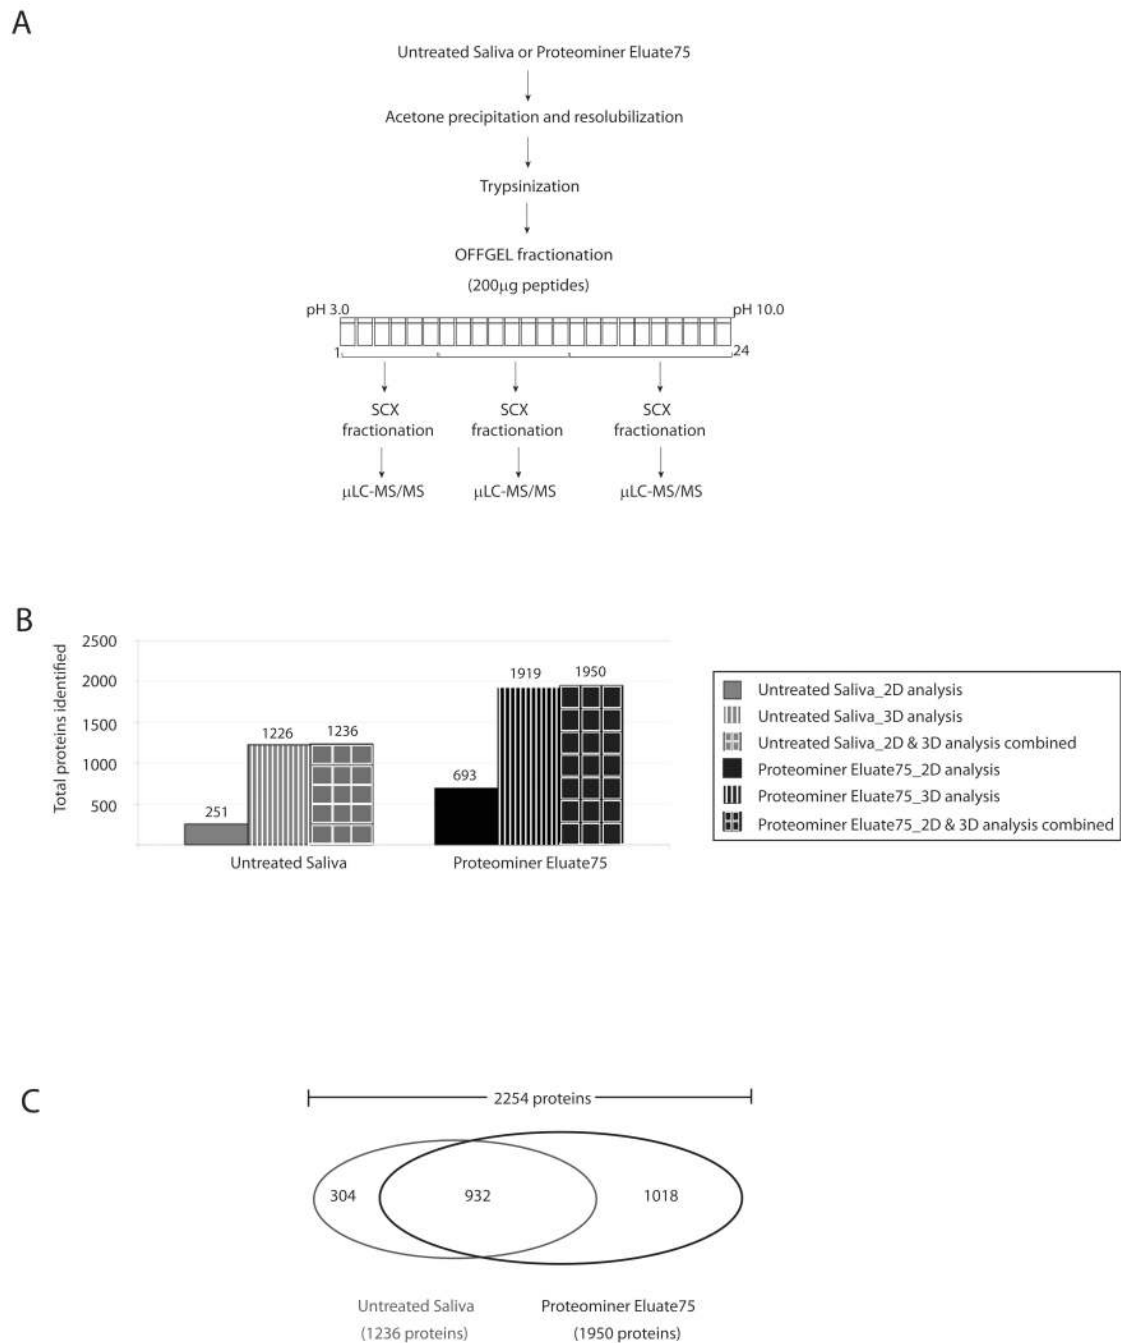 A
Untreated Saliva or Proteominer Eluate75
Acetone precipitation and resolubilization
Trypsinization
OFFGEL fractionation
(200µg peptides)
pH 3.0
pH 10.0
1
24
SCX
fractionation
SCX
fractionation
SCX
fractionation
µLC-MS/MS
µLC-MS/MS
µLC-MS/MS
B
Total proteins identified
2500
2000
1500
1000
500
251
1226
1236
693
1919
1950
Untreated Saliva
Proteominer Eluate75
Untreated Saliva_2D analysis
Untreated Saliva_3D analysis
Untreated Saliva_2D & 3D analysis combined
Proteominer Eluate75_2D analysis
Proteominer Eluate75_3D analysis
Proteominer Eluate75_2D & 3D analysis combined
C
2254 proteins
304
932
1018
Untreated Saliva
(1236 proteins)
Proteominer Eluate75
(1950 proteins)